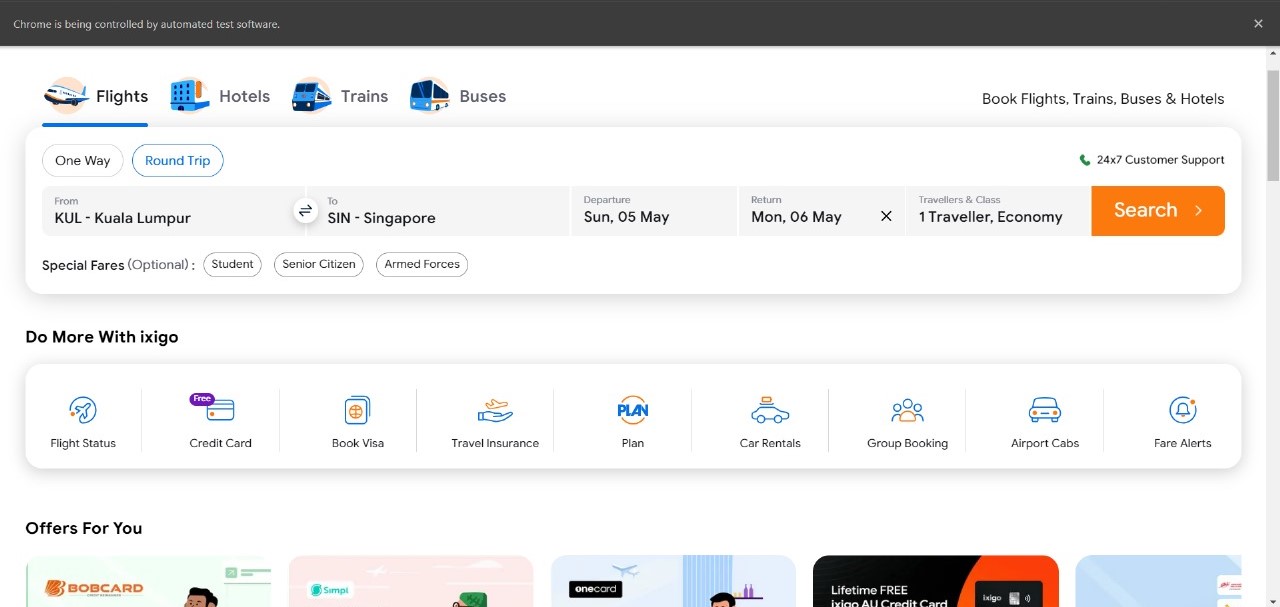 Chrome is being controlled by automated test software.
Flights Hotels Trains Buses
Book Flights, Trains, Buses & Hotels
One Way Round Trip
24x7 Customer Support
From
KUL - Kuala Lumpur
To
SIN - Singapore
Departure
Sun, 05 May
Return
Mon, 06 May
Travellers & Class
1 Traveller, Economy
Search
Special Fares (Optional) : Student Senior Citizen Armed Forces
Do More With ixigo
Free
Flight Status Credit Card Book Visa Travel Insurance Plan Car Rentals Group Booking Airport Cabs Fare Alerts
PLAN
Offers For You
BOBCARD
Simpl
onecard
Lifetime FREE
ixigo AU Credit Card
ixigo